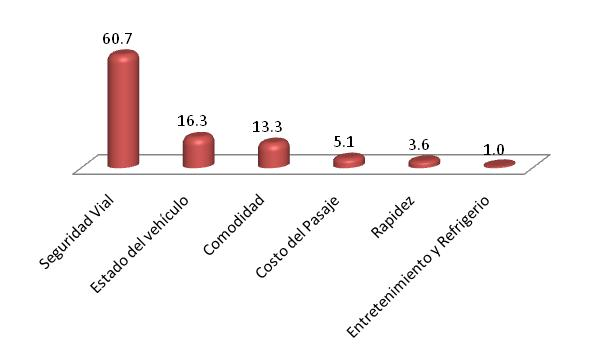 60.7
16.3
13.3
5.1
3.6
1.0
Seguridad Vial
Estado del vehículo
Comodidad
Costo del Pasaje
Rapidez
Entretenimiento y Refrigerio